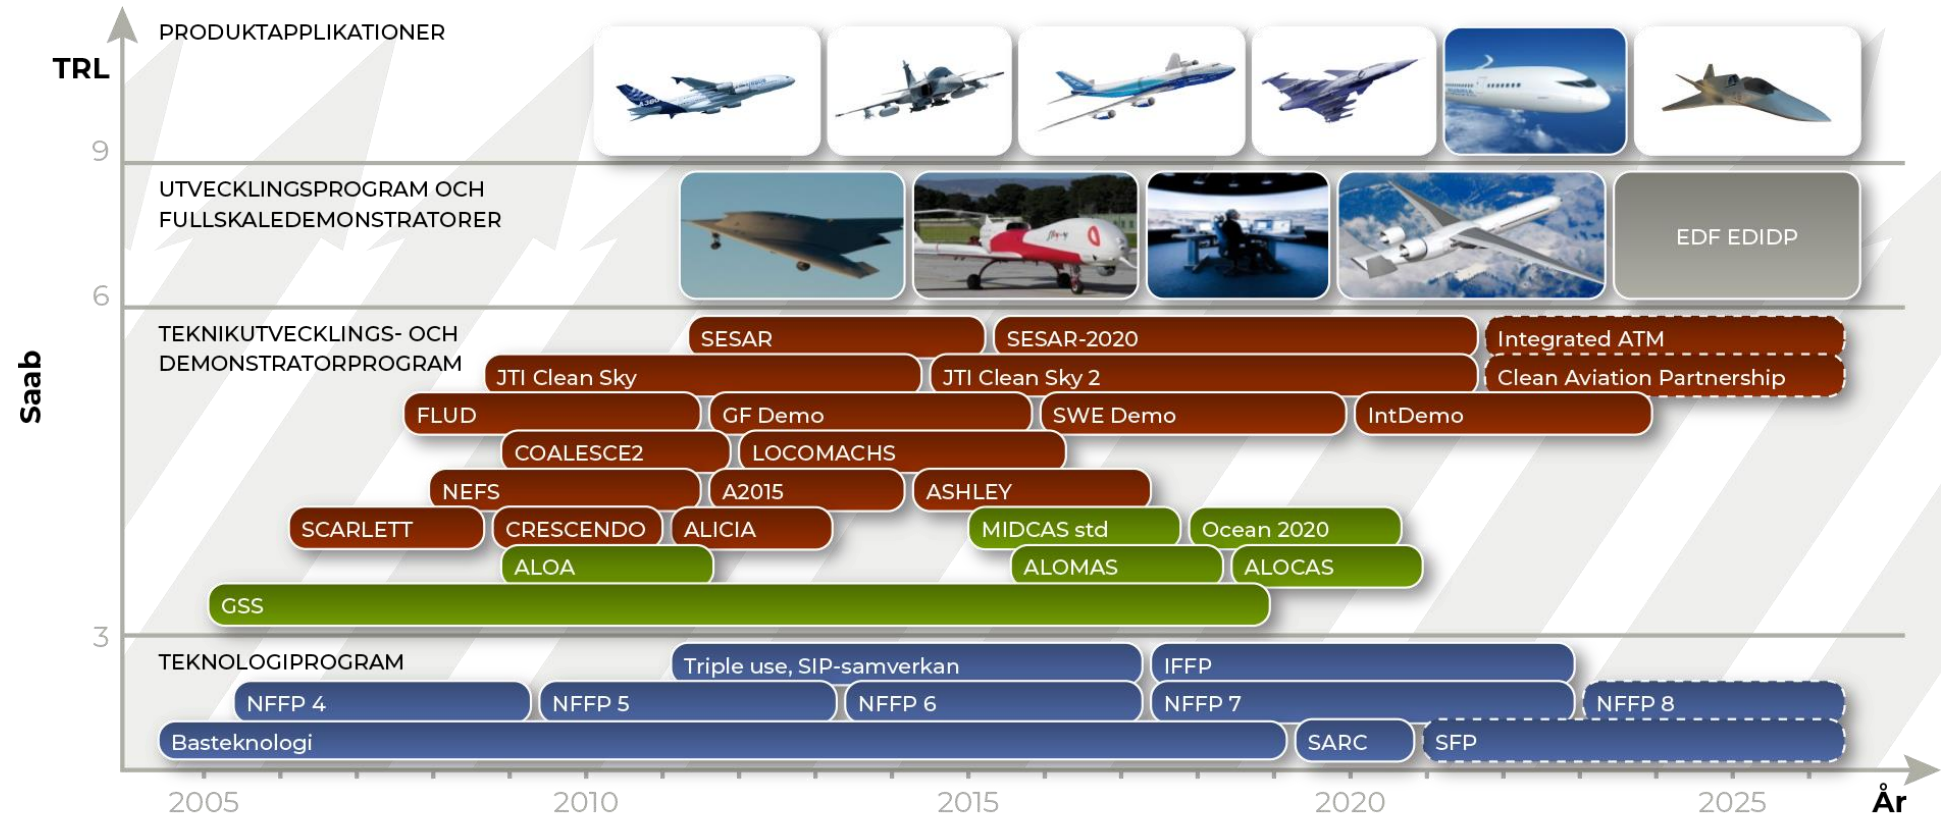 PRODUKTAPPLIKATIONER
TRL
9
UTVECKLINGSPROGRAM OCH
FULLSKALEDEMONSTRATORER
EDF EDIDP
6
TEKNIKUTVECKLINGS- OCH
DEMONSTRATORPROGRAM
SESAR
SESAR-2020
Integrated ATM
JTI Clean Sky
JTI Clean Sky 2
Clean Aviation Partnership
Saab
FLUD
GF Demo
SWE Demo
IntDemo
COALESCE2
LOCOMACHS
NEFS
A2015
ASHLEY
SCARLETT
CRESCENDO
ALICIA
MIDCAS std
Ocean 2020
ALOA
ALOMAS
ALOCAS
GSS
3
TEKNOLOGIPROGRAM
Triple use, SIP-samverkan
IFFP
NFFP 4
NFFP 5
NFFP 6
NFFP 7
NFFP 8
Basteknologi
SARC
SFP
2005
2010
2015
2020
2025
År